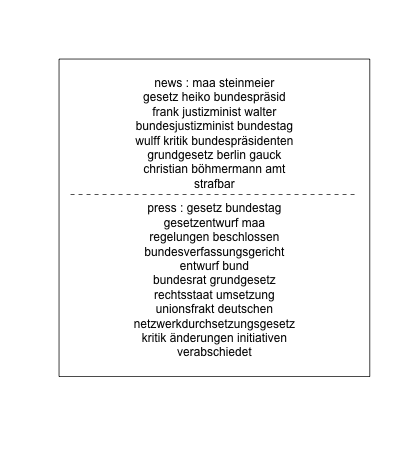 news : maa steinmeier
gesetz heiko bundespräsid
frank justizminist walter
bundesjustizminist bundestag
wulff kritik bundespräsidenten
grundgesetz berlin gauck
christian böhmermann amt
strafbar
press : gesetz bundestag
gesetzentwurf maa
regelungen beschlossen
bundesverfassungsgericht
entwurf bund
bundesrat grundgesetz
rechtsstaat umsetzung
unionsfrakt deutschen
netzwerkdurchsetzungsgesetz
kritik änderungen initiativen
verabschiedet